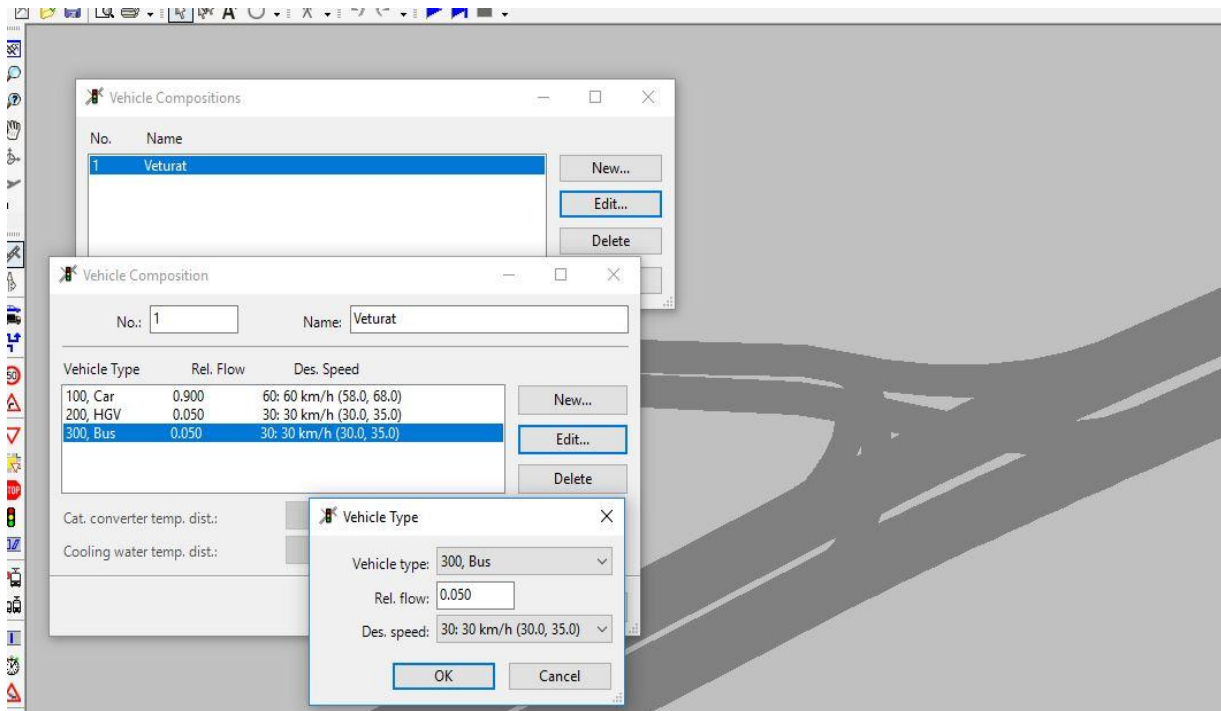 A
Vehicle Compositions
No. Name
1 Veturat
New...
Edit...
Delete
Vehicle Composition
No.: 1 Name: Veturat
Vehicle Type Rel. Flow Des. Speed
100, Car 0.900 60: 60 km/h (58.0, 68.0)
200, HGV 0.050 30: 30 km/h (30.0, 35.0)
300, Bus 0.050 30: 30 km/h (30.0, 35.0)
New...
Edit...
Delete
Cat. converter temp. dist.:
Cooling water temp. dist.:
Vehicle Type
Vehicle type: 300, Bus
Rel. flow: 0.050
Des. speed: 30: 30 km/h (30.0, 35.0)
OK Cancel
50
STOP